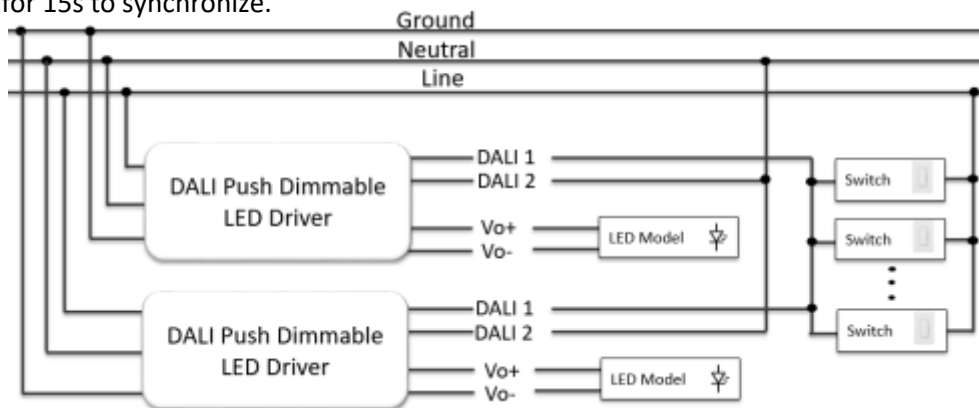 for 15s to synchronize.
Ground
Neutral
Line
DALI Push Dimmable
LED Driver
DALI 1
DALI 2
Vo+
Vo-
LED Model
Switch
Switch
Switch
DALI Push Dimmable
LED Driver
DALI 1
DALI 2
Vo+
Vo-
LED Model